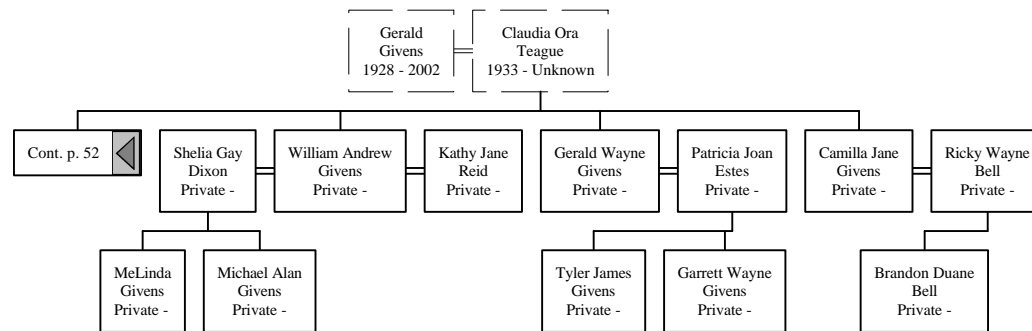 Gerald
Givens
1928 - 2002
Claudia Ora
Teague
1933 - Unknown
Cont. p. 52
Shelia Gay
Dixon
Private -
William Andrew
Givens
Private -
Kathy Jane
Reid
Private -
Gerald Wayne
Givens
Private -
Patricia Joan
Estes
Private -
Camilla Jane
Givens
Private -
Ricky Wayne
Bell
Private -
MeLinda
Givens
Private -
Michael Alan
Givens
Private -
Tyler James
Givens
Private -
Garrett Wayne
Givens
Private -
Brandon Duane
Bell
Private -